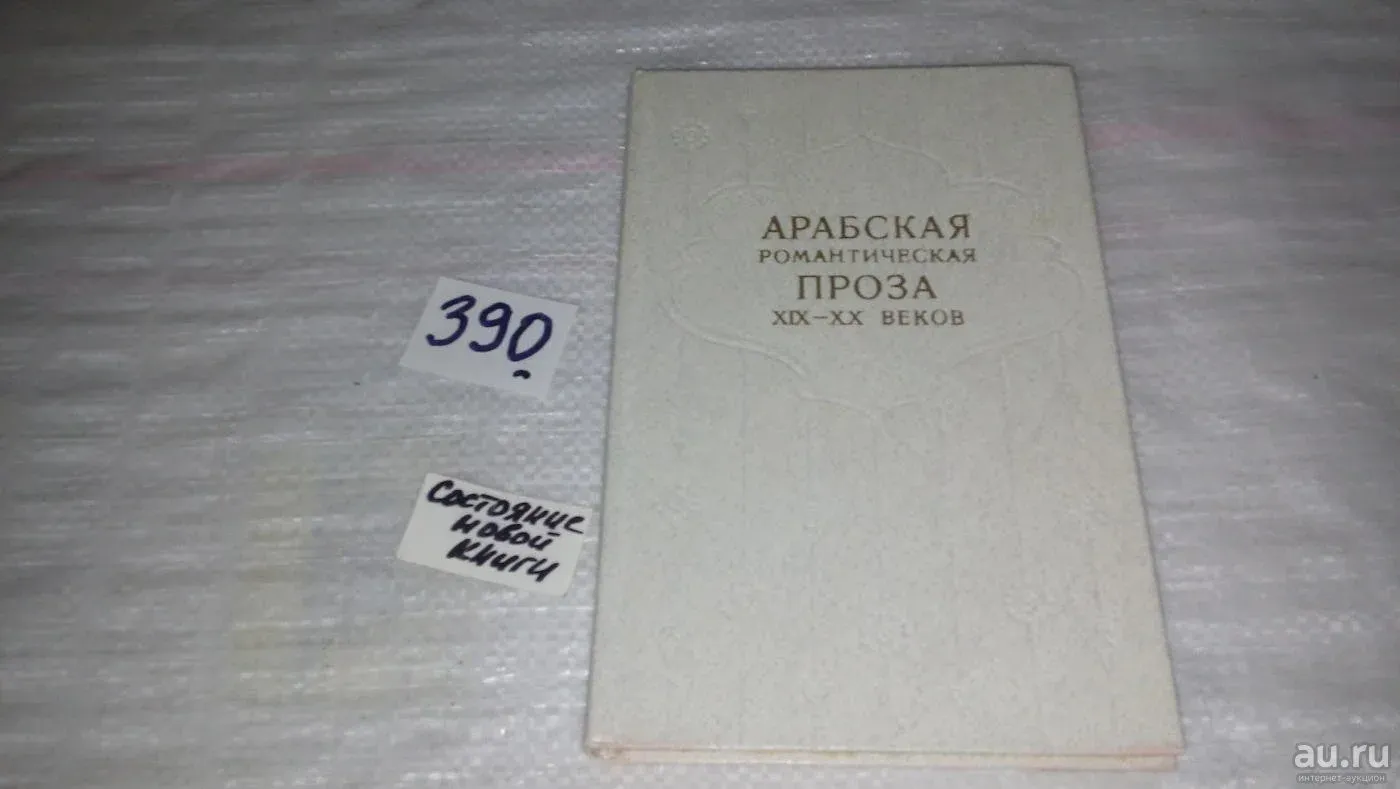 АРАБСКАЯ
РОМАНТИЧЕСКАЯ
ПРОЗА
XIX–XX ВЕКОВ
390
Состояние
новой
книги
au.ru
интернет-аукцион